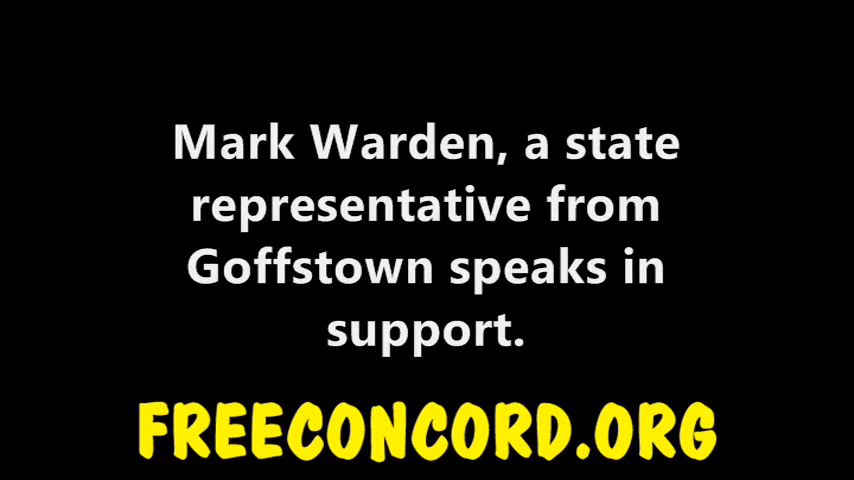 Mark Warden, a state
representative from
Goffstown speaks in
support.
FREECONCORD.ORG